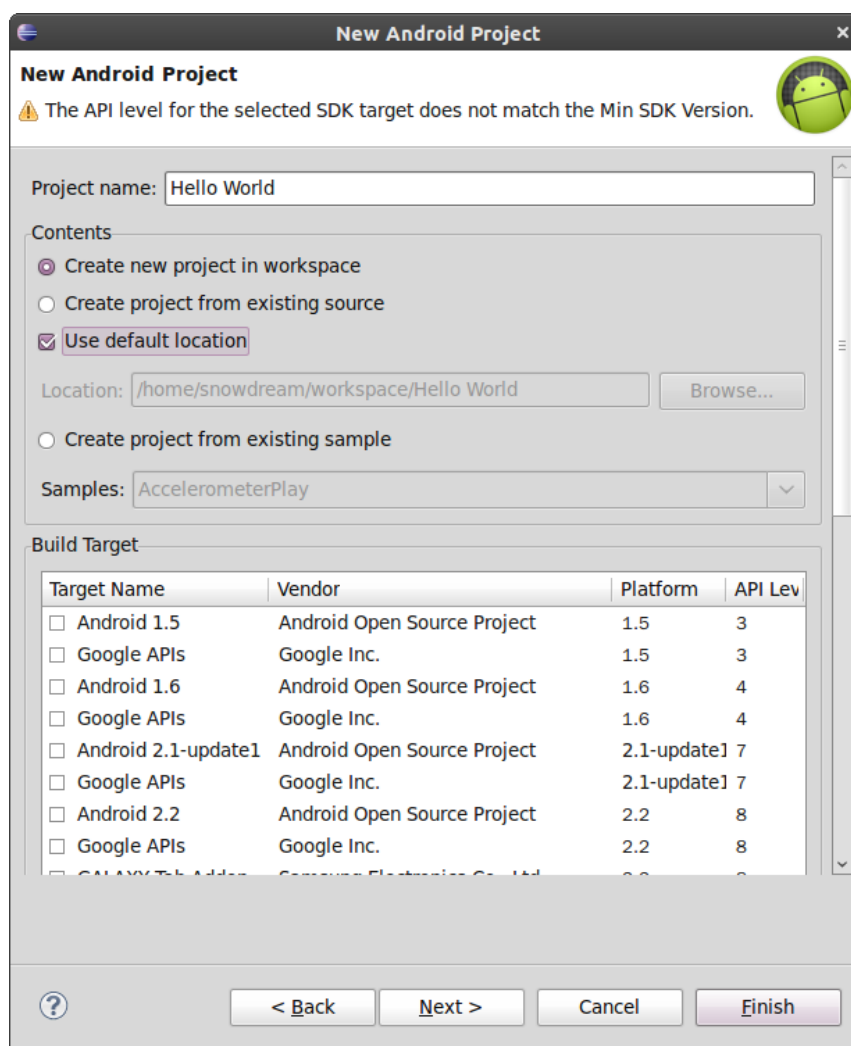 New Android Project
New Android Project
The API level for the selected SDK target does not match the Min SDK Version.
Project name: Hello World
Contents
Create new project in workspace
Create project from existing source
Use default location
Location: /home/snowdream/workspace/Hello World Browse...
Create project from existing sample
Samples: AccelerometerPlay
Build Target
Target Name Vendor Platform API Lev
Android 1.5 Android Open Source Project 1.5 3
Google APIs Google Inc. 1.5 3
Android 1.6 Android Open Source Project 1.6 4
Google APIs Google Inc. 1.6 4
Android 2.1-update1 Android Open Source Project 2.1-update1 7
Google APIs Google Inc. 2.1-update1 7
Android 2.2 Android Open Source Project 2.2 8
Google APIs Google Inc. 2.2 8
GALAXY Tab Addon Samsung Electronics Co., Ltd.
? < Back Next > Cancel Finish